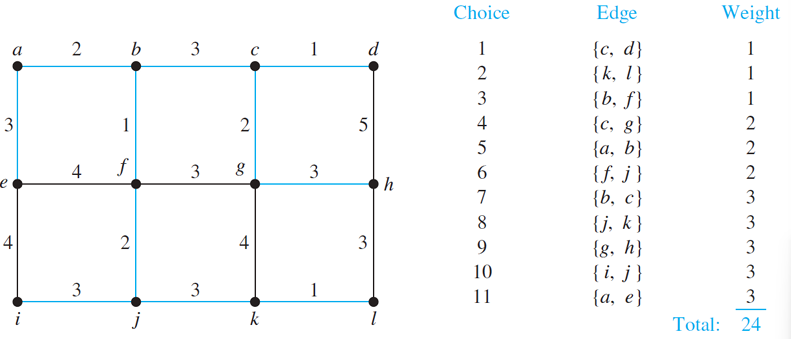 Choice Edge Weight
a 2 b 3 c 1 d
1 {c, d} 1
2 {k, l} 1
3 {b, f} 1
3 1 2 5
4 {c, g} 2
5 {a, b} 2
e 4 f 3 g 3 h
6 {f, j} 2
7 {b, c} 3
8 {j, k} 3
4 2 4 3
9 {g, h} 3
10 {i, j} 3
3 3 1
11 {a, e} 3
i j k l
Total: 24